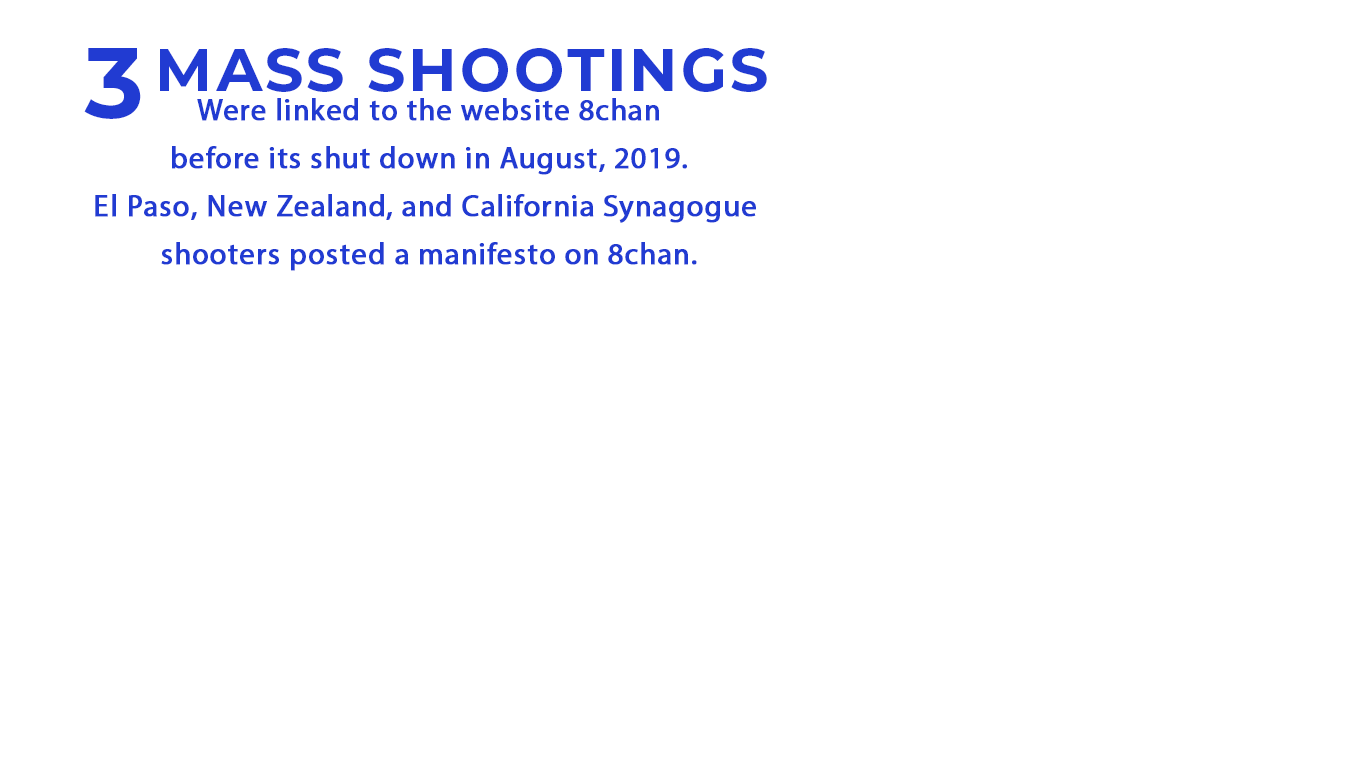 3 MASS SHOOTINGS
Were linked to the website 8chan
before its shut down in August, 2019.
El Paso, New Zealand, and California Synagogue
shooters posted a manifesto on 8chan.